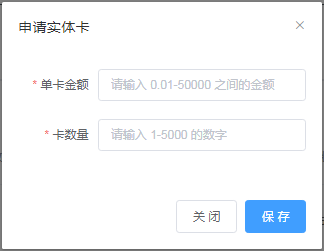 申请实体卡
* 单卡金额 请输入 0.01-50000 之间的金额
* 卡数量 请输入 1-5000 的数字
关 闭 保 存